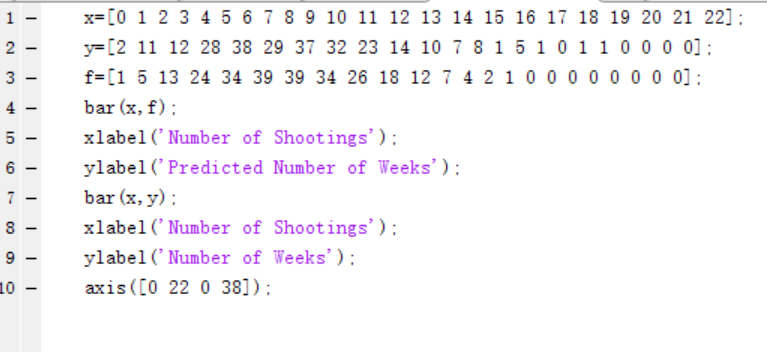 1 - x=[0 1 2 3 4 5 6 7 8 9 10 11 12 13 14 15 16 17 18 19 20 21 22];
2 - y=[2 11 12 28 38 29 37 32 23 14 10 7 8 1 5 1 0 1 1 0 0 0 0];
3 - f=[1 5 13 24 34 39 39 34 26 18 12 7 4 2 1 0 0 0 0 0 0 0 0];
4 - bar(x,f);
5 - xlabel('Number of Shootings');
6 - ylabel('Predicted Number of Weeks');
7 - bar(x,y);
8 - xlabel('Number of Shootings');
9 - ylabel('Number of Weeks');
10 - axis([0 22 0 38]);